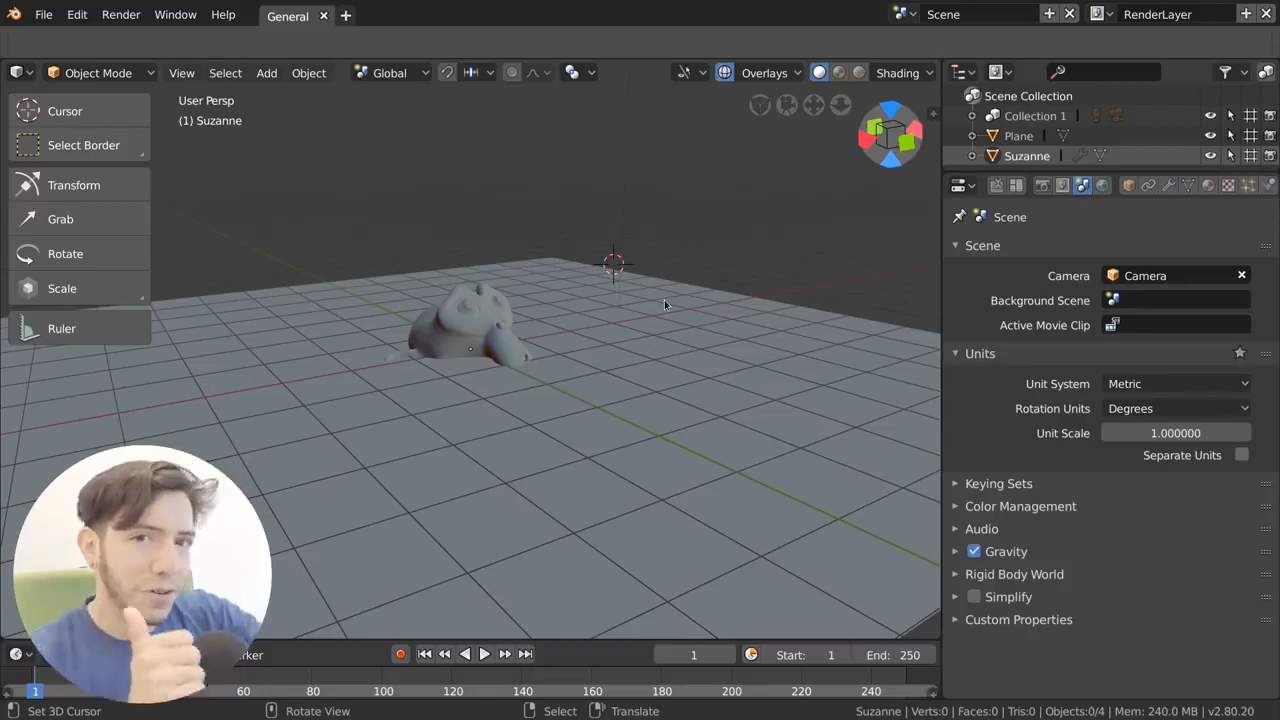 File Edit Render Window Help General Scene RenderLayer
Object Mode View Select Add Object Global Overlays Shading
User Persp
(1) Suzanne
Cursor
Select Border
Transform
Grab
Rotate
Scale
Ruler
Scene Collection
Collection 1
Plane
Suzanne
Scene
Scene
Camera Camera
Background Scene
Active Movie Clip
Units
Unit System Metric
Rotation Units Degrees
Unit Scale 1.000000
Separate Units
Keying Sets
Color Management
Audio
Gravity
Rigid Body World
Simplify
Custom Properties
1 Start: 1 End: 250
1 60 80 100 120 140 160 180 200 220 240
Set 3D Cursor Rotate View Select Translate Suzanne | Verts:0 | Faces:0 | Tris:0 | Objects:0/4 | Mem: 240.0 MB | v2.80.20